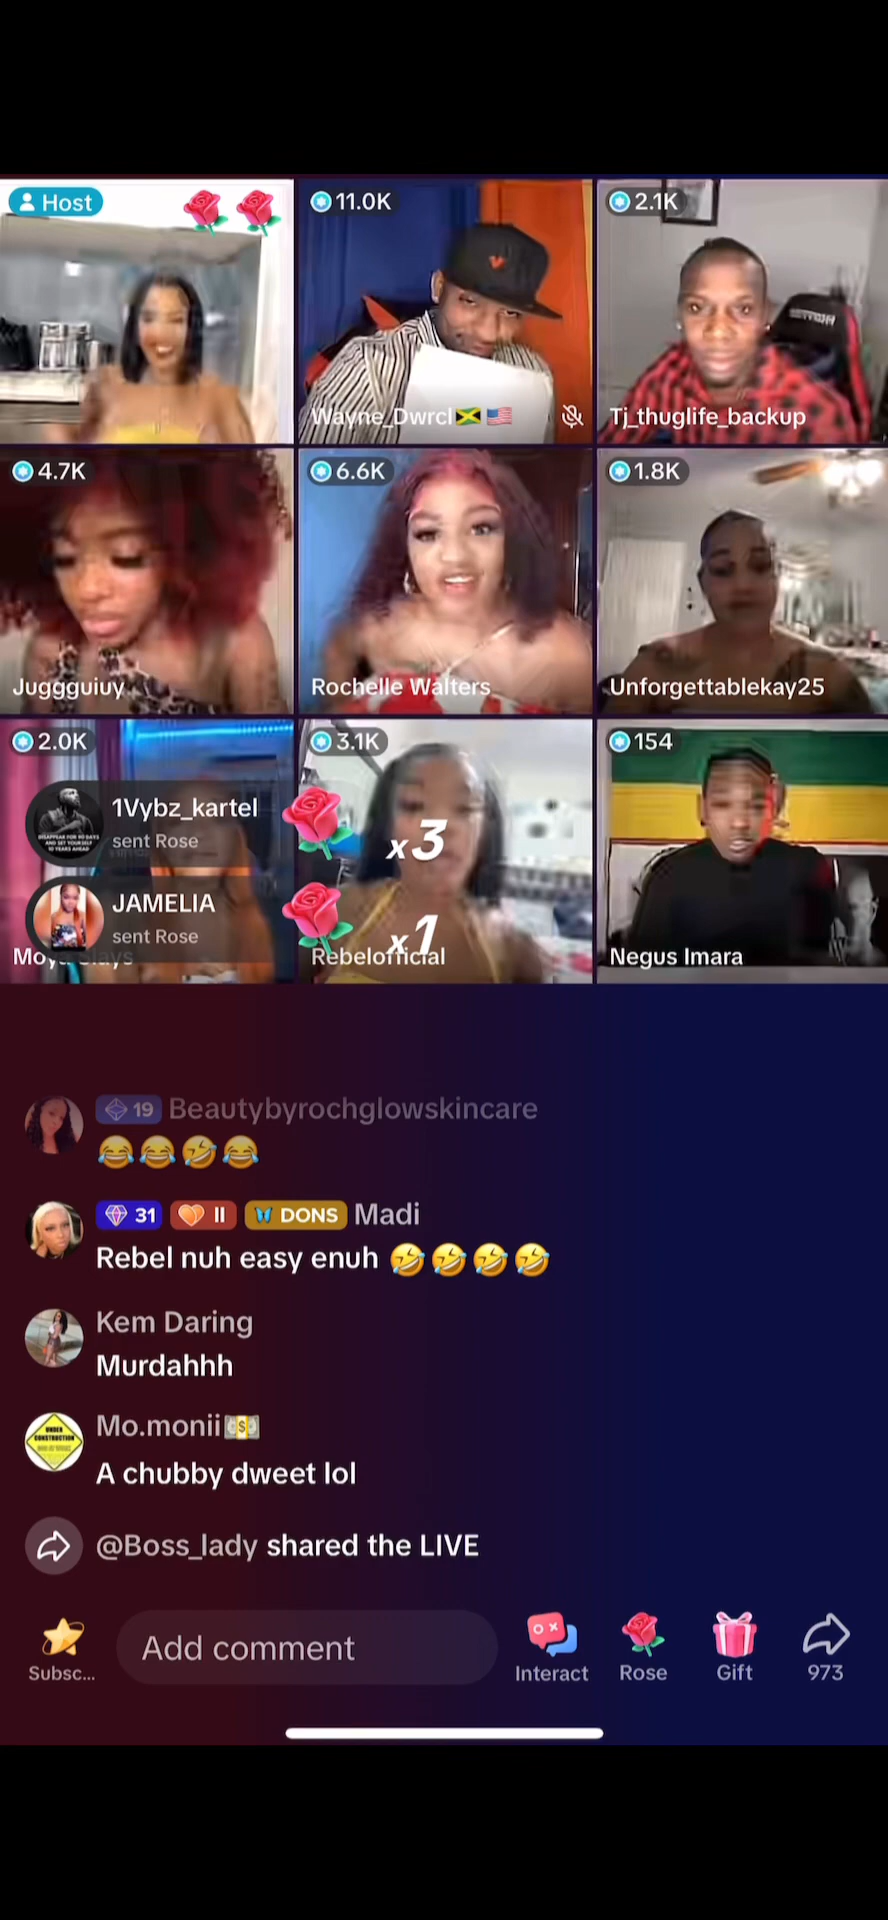 Host
11.0K
2.1K
Wayne_Dwrcl🇯🇲🇺🇸
Tj_thuglife_backup
4.7K
6.6K
1.8K
Juggguiuy
Rochelle Walters
Unforgettablekay25
2.0K
3.1K
154
1Vybz_kartel
sent Rose
x3
JAMELIA
sent Rose
x1
Rebelofficial
Negus Imara
19 Beautybyrochglowskincare
😂😂🤣😂
31 II DONS Madi
Rebel nuh easy enuh 🤣🤣🤣🤣
Kem Daring
Murdahhh
UNDER
CONSTRUCTION
Mo.monii💵
A chubby dweet lol
@Boss_lady shared the LIVE
Subsc...
Add comment
Interact
Rose
Gift
973